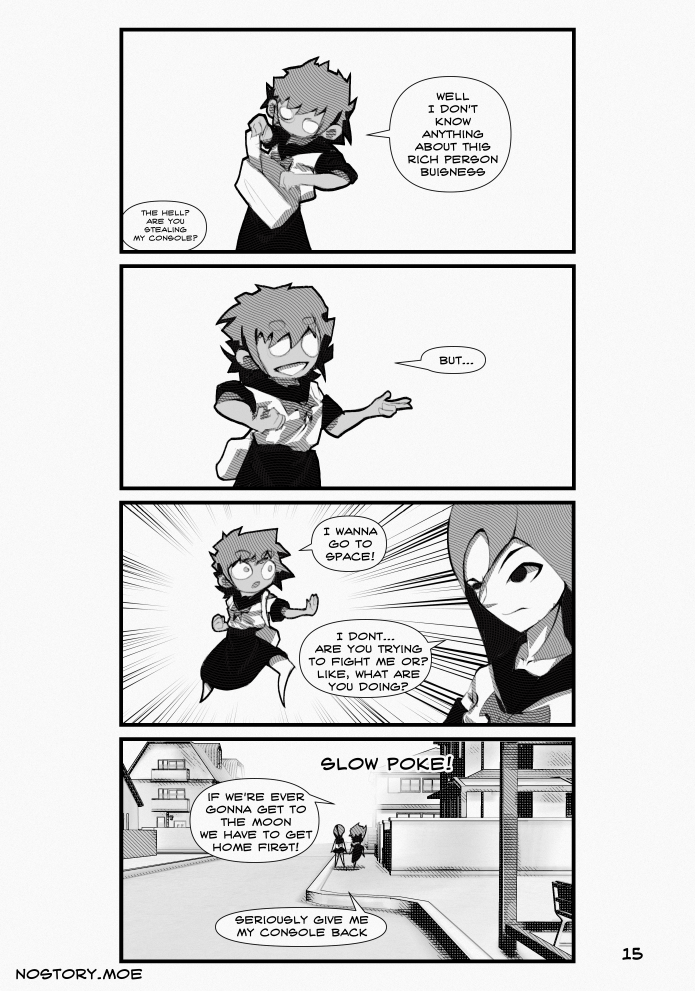 WELL
I DON'T
KNOW
ANYTHING
ABOUT THIS
RICH PERSON
BUISNESS
THE HELL?
ARE YOU
STEALING
MY CONSOLE?
BUT...
I WANNA
GO TO
SPACE!
I DONT...
ARE YOU TRYING
TO FIGHT ME OR?
LIKE, WHAT ARE
YOU DOING?
SLOW POKE!
IF WE'RE EVER
GONNA GET TO
THE MOON
WE HAVE TO GET
HOME FIRST!
SERIOUSLY GIVE ME
MY CONSOLE BACK
15
NOSTORY.MOE